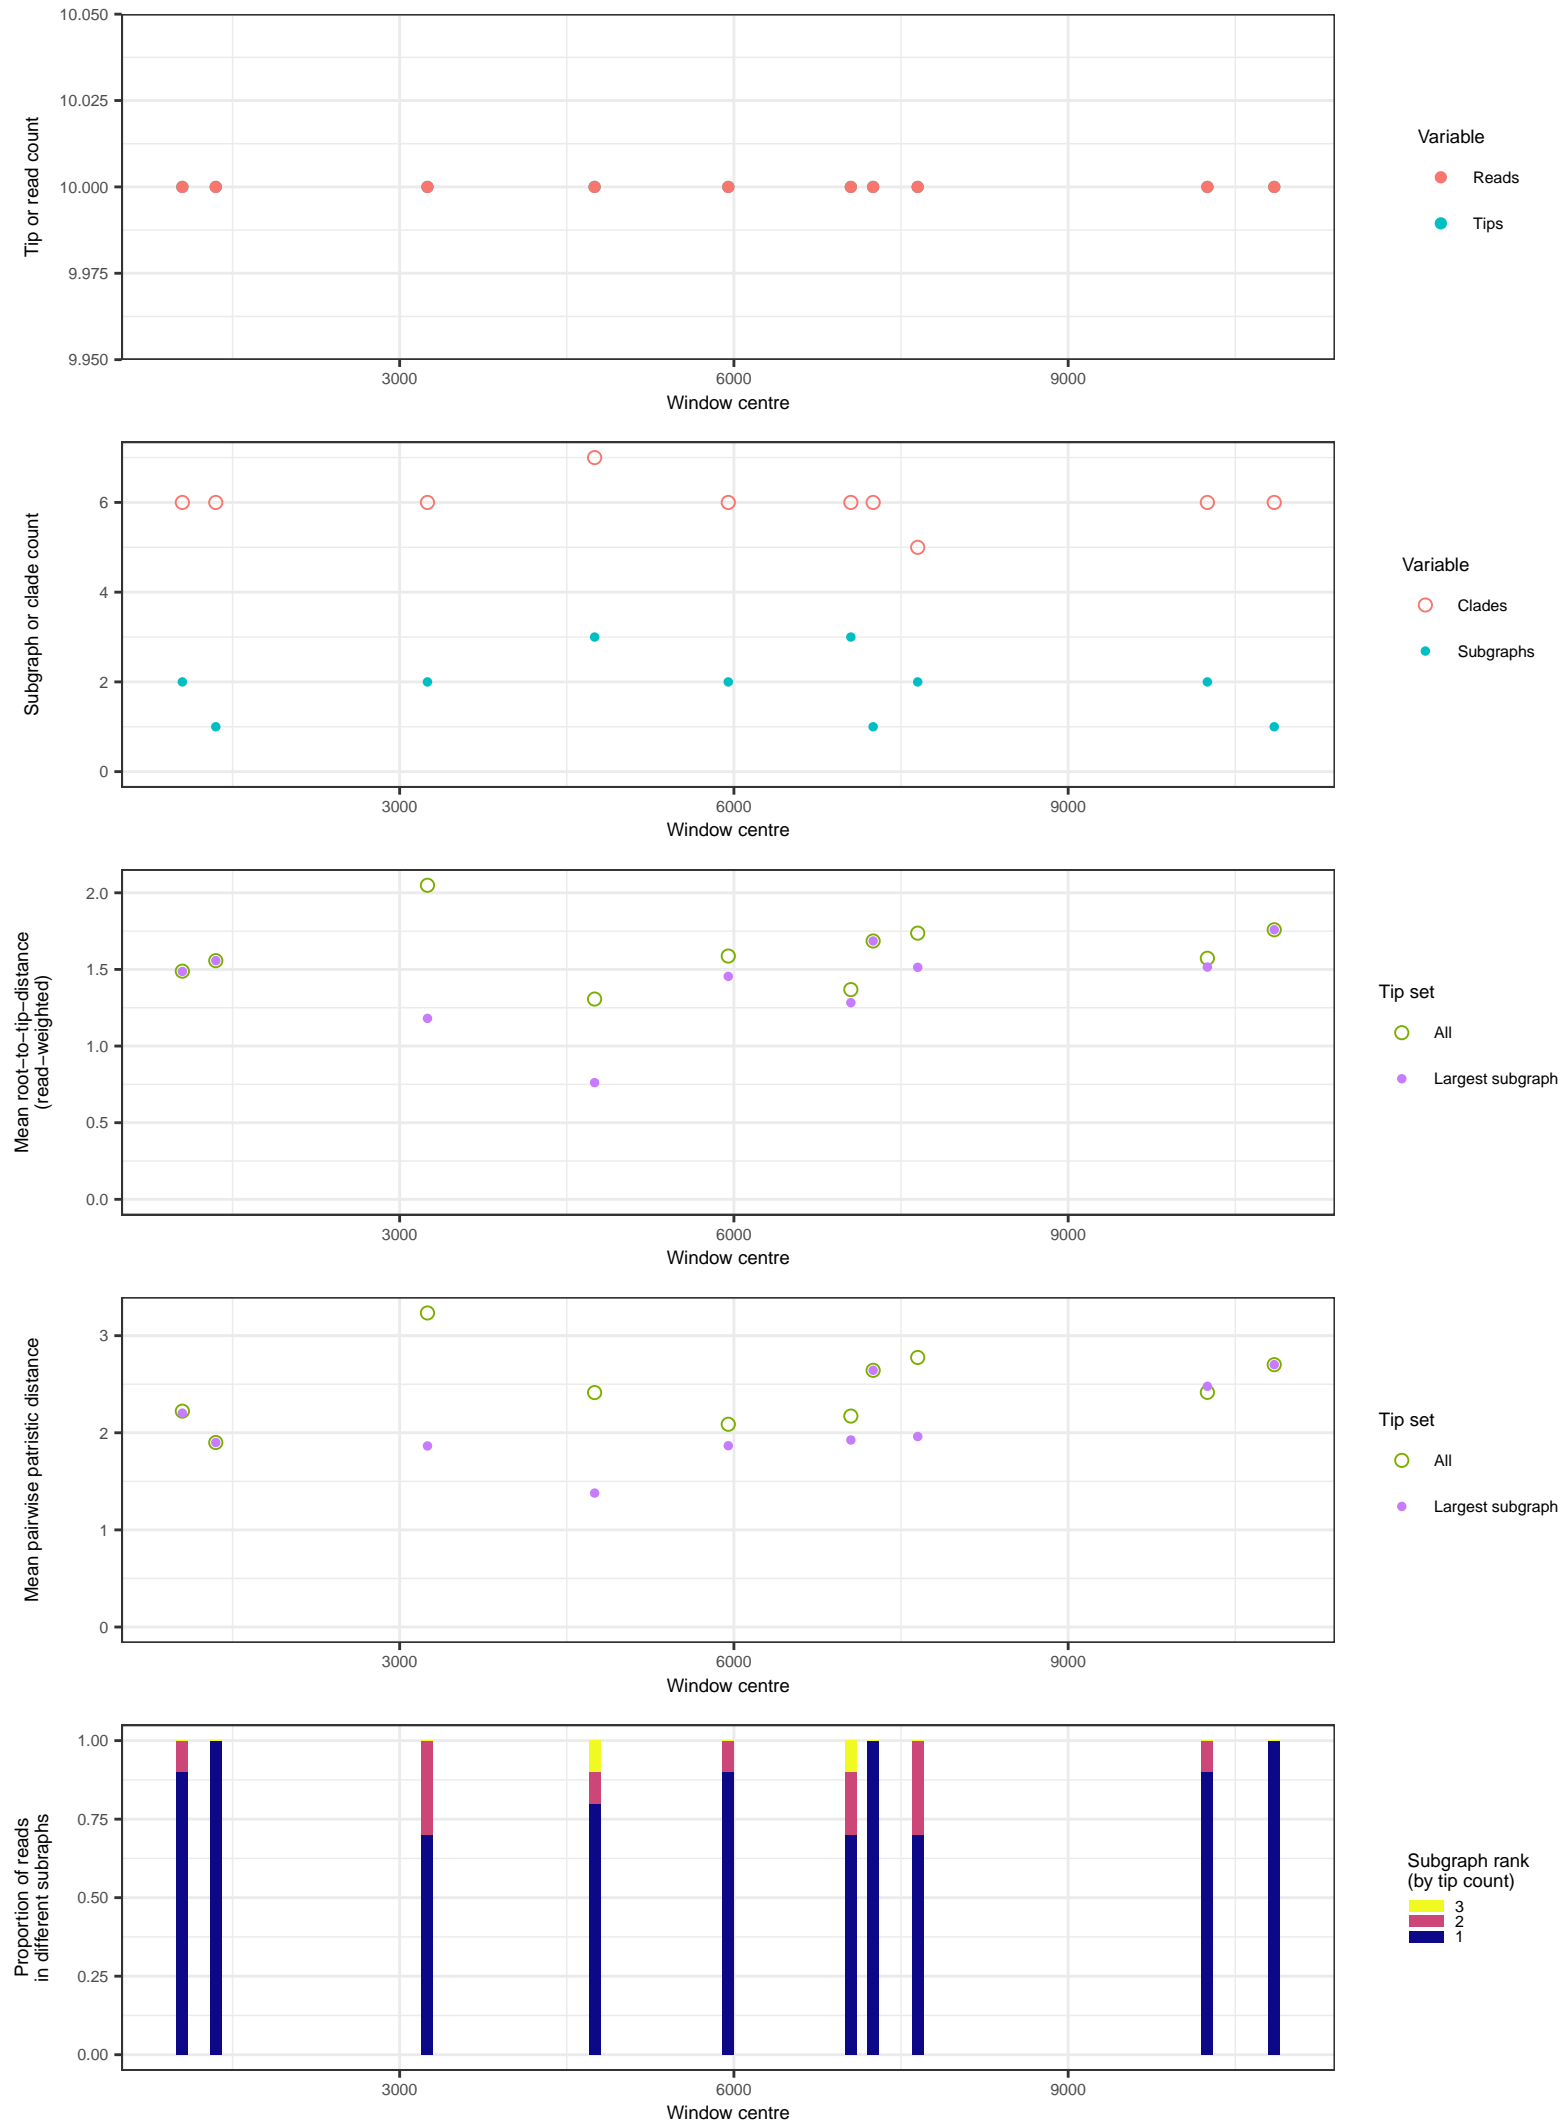 10.050
10.025
10.000
9.975
9.950
Tip or read count
3000 6000 9000
Window centre
Variable
Reads
Tips
6
4
2
0
Subgraph or clade count
3000 6000 9000
Window centre
Variable
Clades
Subgraphs
2.0
1.5
1.0
0.5
0.0
Mean root−to−tip−distance
(read−weighted)
3000 6000 9000
Window centre
Tip set
All
Largest subgraph
3
2
1
0
Mean pairwise patristic distance
3000 6000 9000
Window centre
Tip set
All
Largest subgraph
1.00
0.75
0.50
0.25
0.00
Proportion of reads
in different subraphs
3000 6000 9000
Window centre
Subgraph rank
(by tip count)
3
2
1